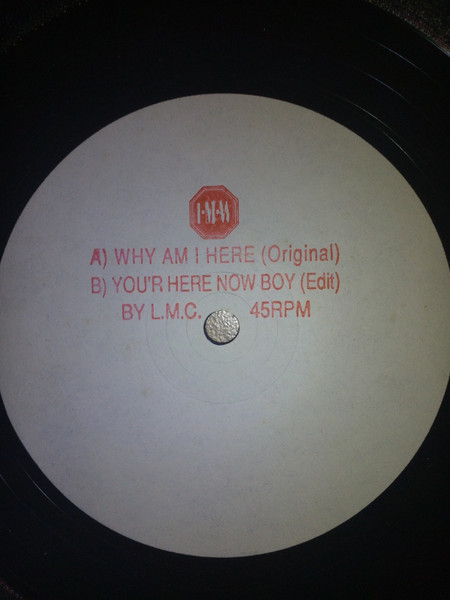 I·M·W
A) WHY AM I HERE (Original)
B) YOU'R HERE NOW BOY (Edit)
BY L.M.C. 45RPM